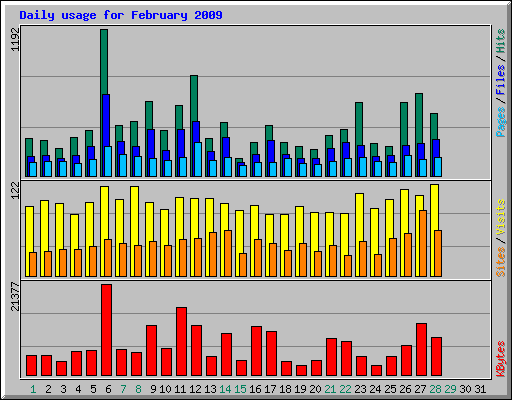 Daily usage for February 2009
1192
Pages / Files / Hits
122
Sites / Visits
21377
KBytes
1 2 3 4 5 6 7 8 9 10 11 12 13 14 15 16 17 18 19 20 21 22 23 24 25 26 27 28 29 30 31